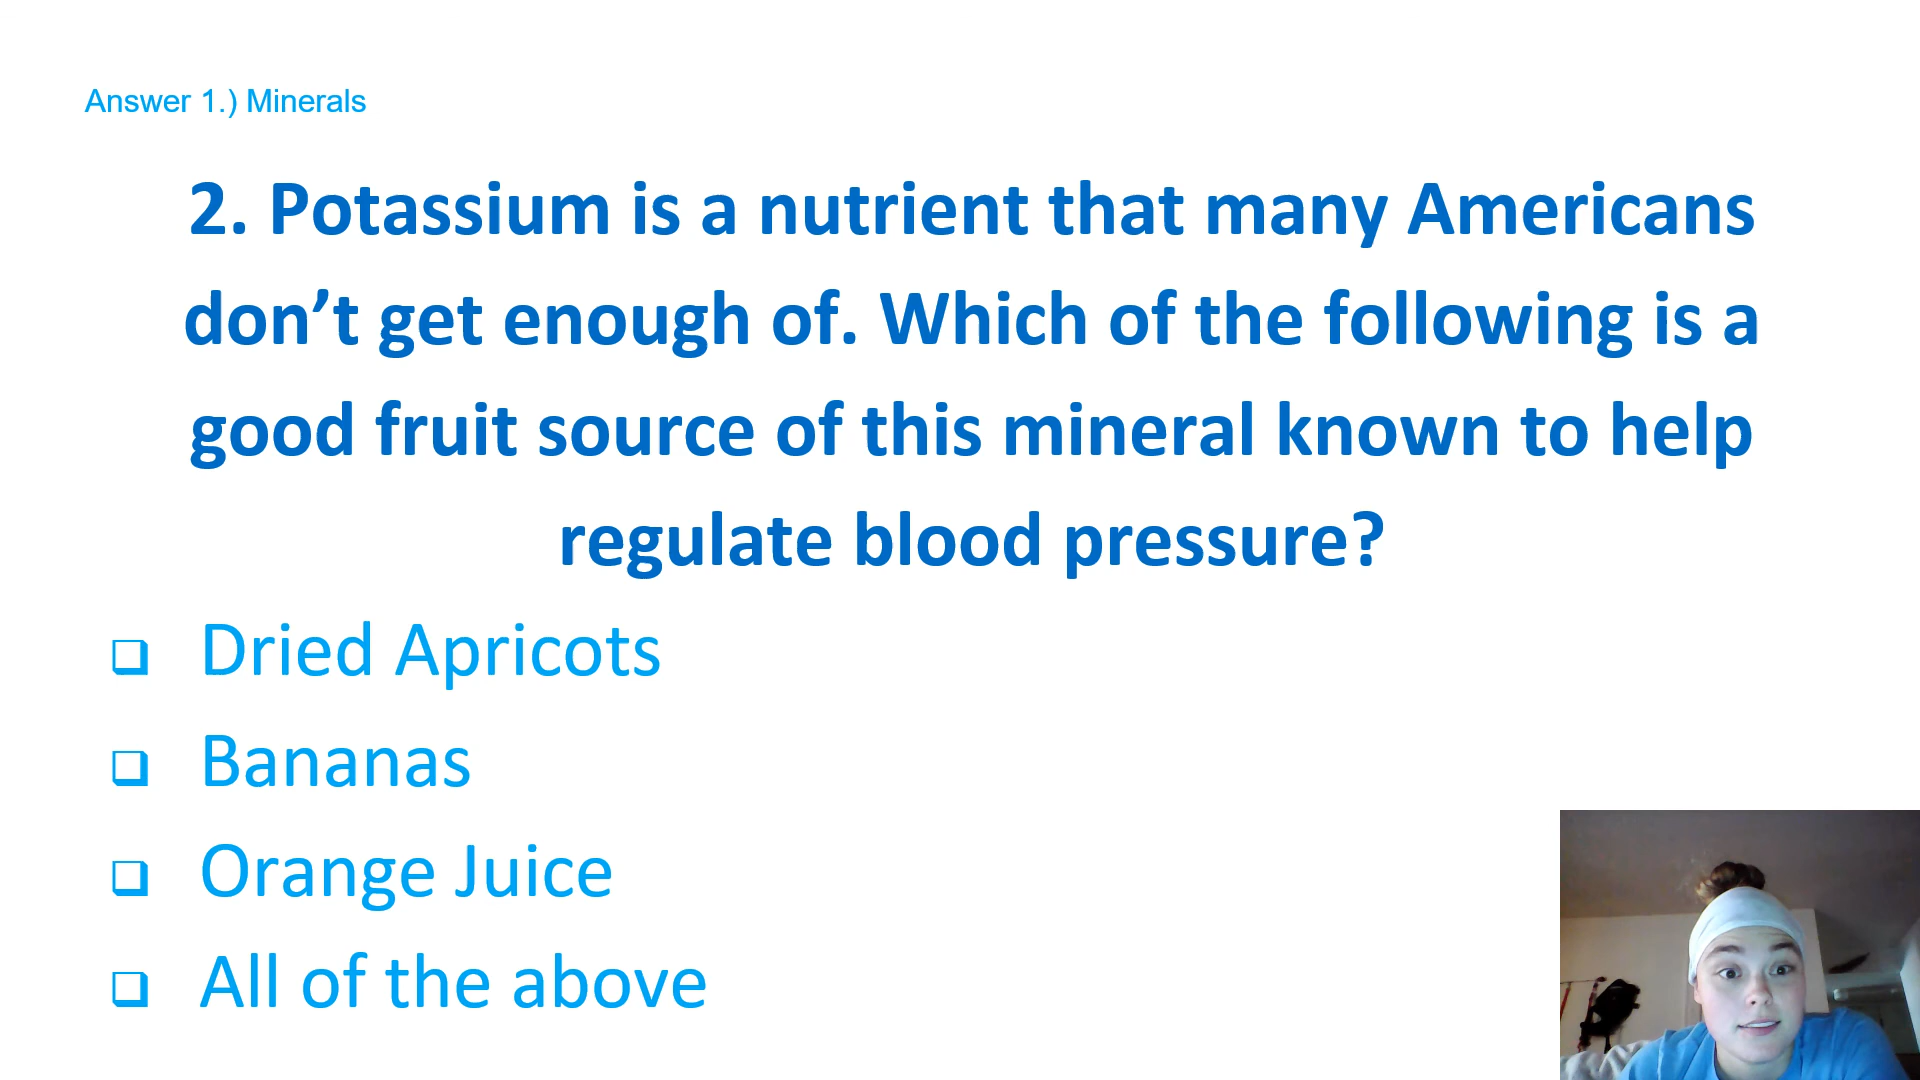 Answer 1.) Minerals
2. Potassium is a nutrient that many Americans
don’t get enough of. Which of the following is a
good fruit source of this mineral known to help
regulate blood pressure?
❑ Dried Apricots
❑ Bananas
❑ Orange Juice
❑ All of the above